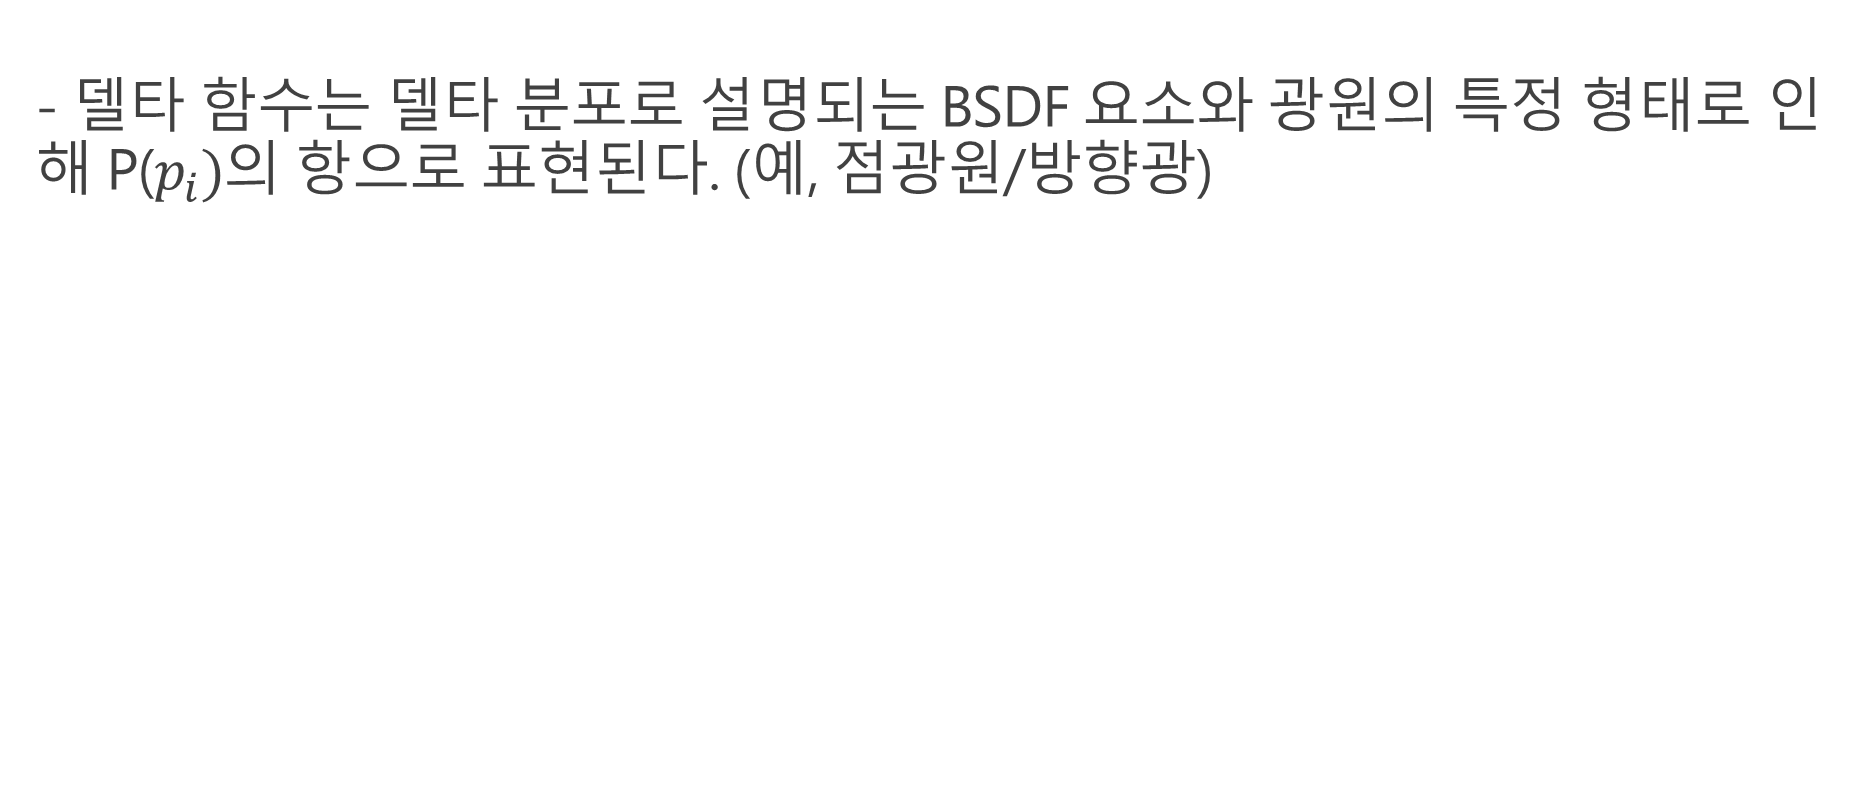 - 델타 함수는 델타 분포로 설명되는 BSDF 요소와 광원의 특정 형태로 인
해 P(𝑝𝑖)의 항으로 표현된다. (예, 점광원/방향광)